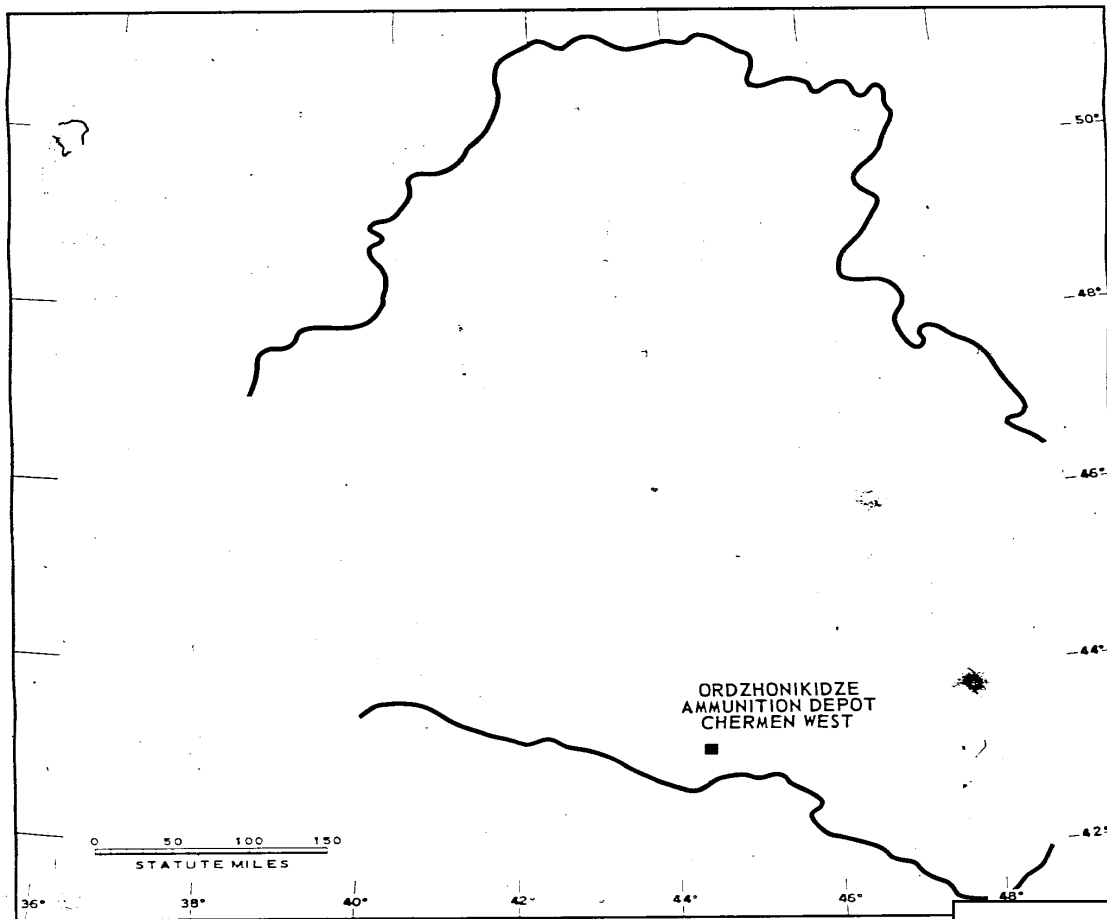 50°
48°
46°
44°
ORDZHONIKIDZE
AMMUNITION DEPOT
CHERMEN WEST
42°
0 50 100 150
STATUTE MILES
36° 38° 40° 42° 44° 46° 48°